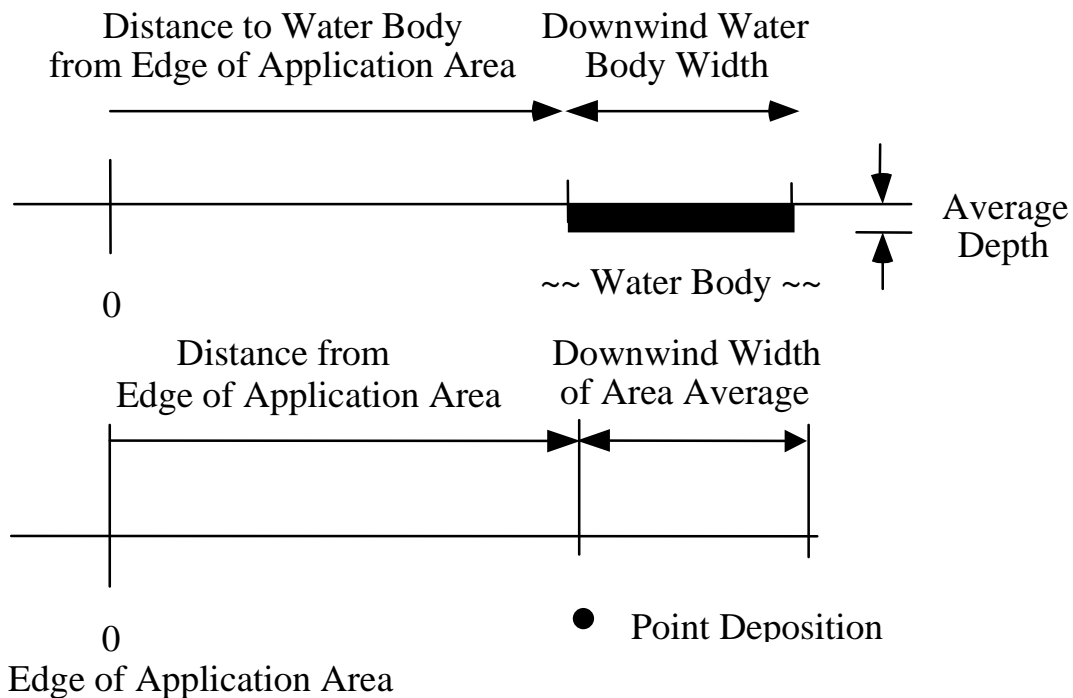 Distance to Water Body
from Edge of Application Area
Downwind Water
Body Width
Average
Depth
~~ Water Body ~~
0
Distance from
Edge of Application Area
Downwind Width
of Area Average
0
Edge of Application Area
Point Deposition